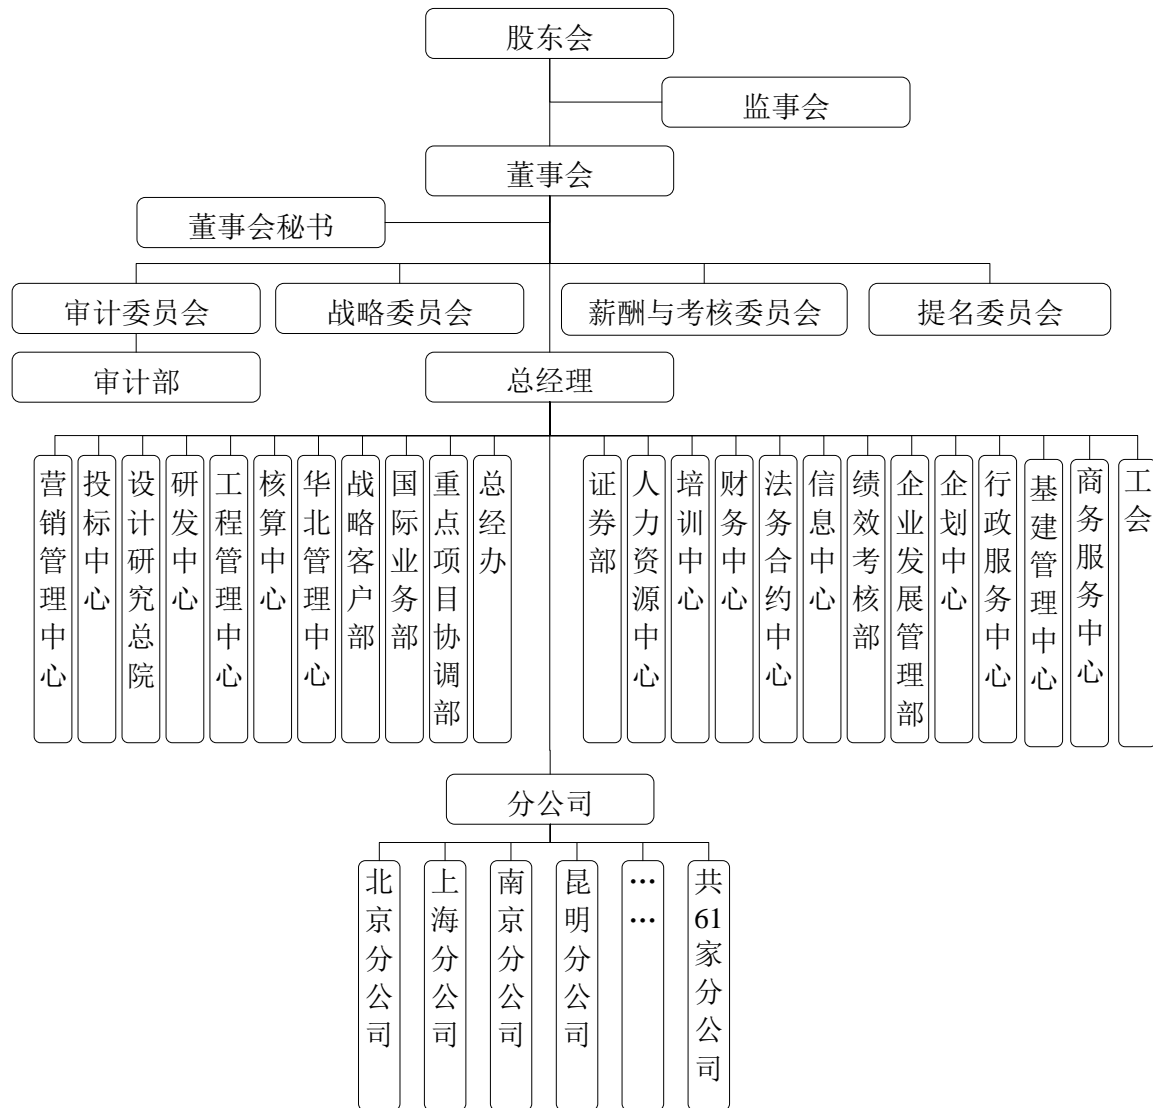 股东会
监事会
董事会
董事会秘书
审计委员会
战略委员会
薪酬与考核委员会
提名委员会
审计部
总经理
营销管理中心
投标中心
设计研究总院
研发中心
工程管理中心
核算中心
华北管理中心
战略客户部
国际业务部
重点项目协调部
总经办
证券部
人力资源中心
培训中心
财务中心
法务合约中心
信息中心
绩效考核部
企业发展管理部
企划中心
行政服务中心
基建管理中心
商务服务中心
工会
分公司
北京分公司
上海分公司
南京分公司
昆明分公司
……
共61家分公司